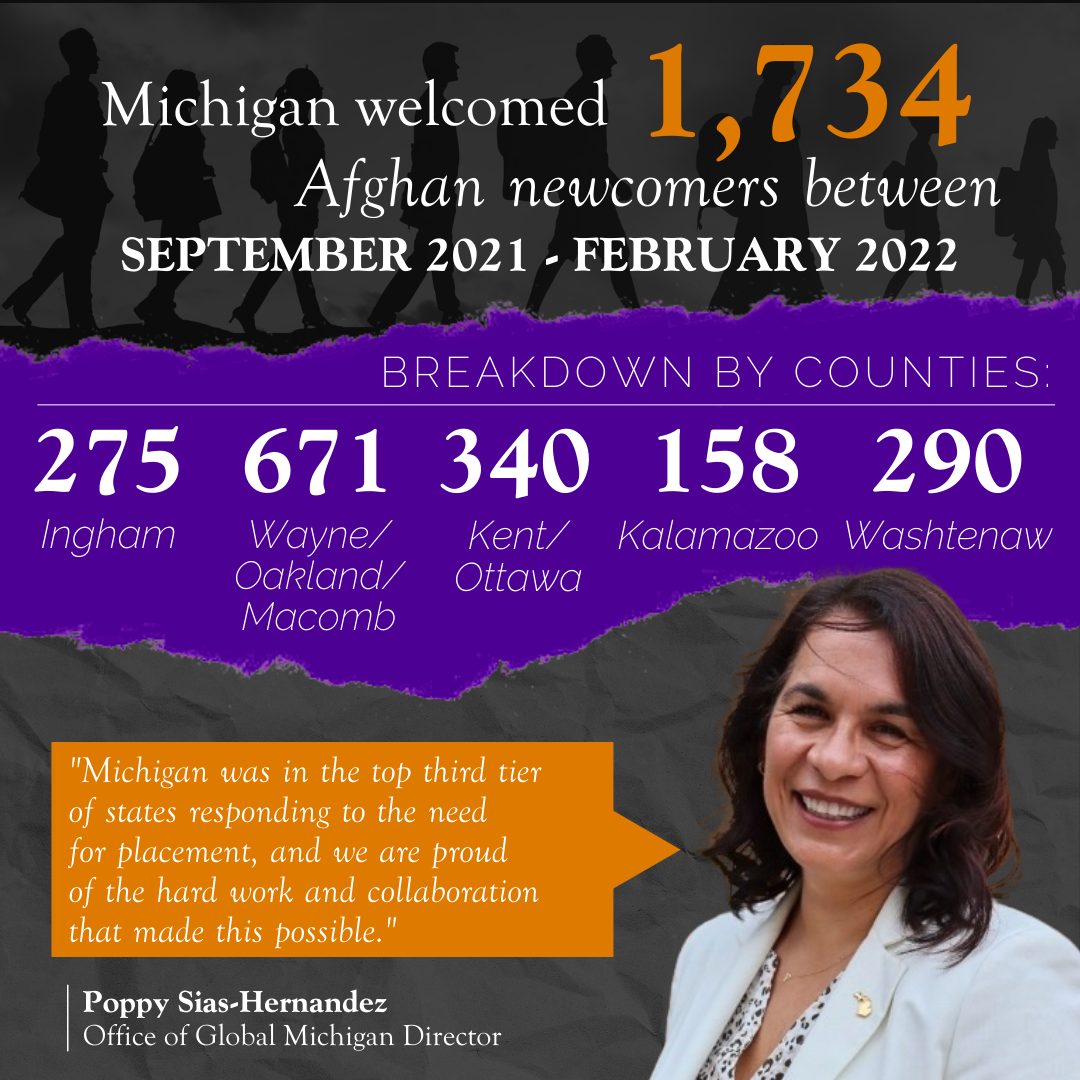 Michigan welcomed 1,734
Afghan newcomers between
SEPTEMBER 2021 - FEBRUARY 2022
BREAKDOWN BY COUNTIES:
275
Ingham
671
Wayne/
Oakland/
Macomb
340
Kent/
Ottawa
158
Kalamazoo
290
Washtenaw
"Michigan was in the top third tier
of states responding to the need
for placement, and we are proud
of the hard work and collaboration
that made this possible."
Poppy Sias-Hernandez
Office of Global Michigan Director